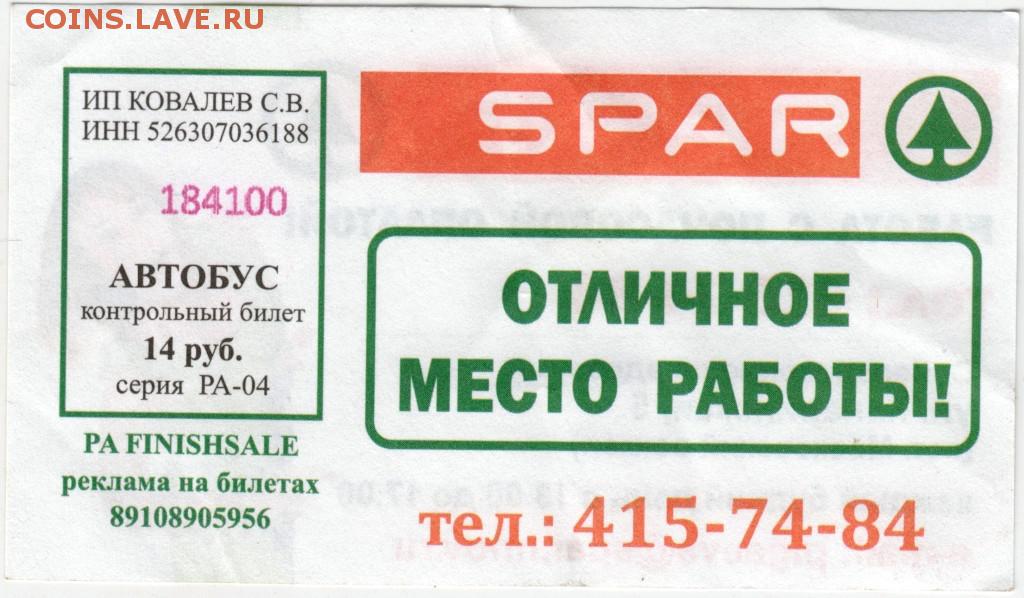 COINS.LAVE.RU
ИП КОВАЛЕВ С.В.
ИНН 526307036188
184100
АВТОБУС
контрольный билет
14 руб.
серия РА-04
РА FINISHSALE
реклама на билетах
89108905956
SPAR
ОТЛИЧНОЕ
МЕСТО РАБОТЫ!
тел.: 415-74-84